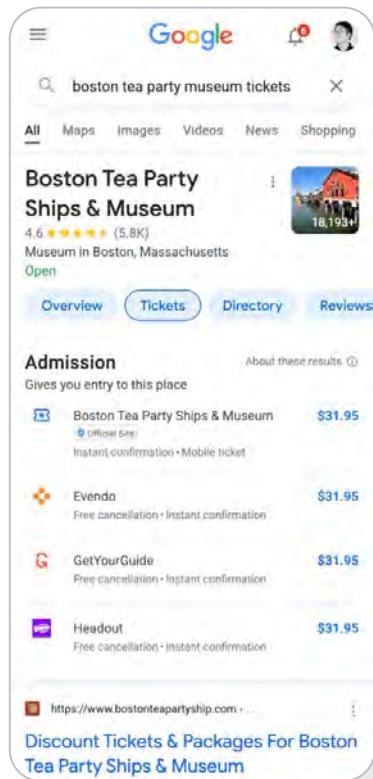 Google
6
boston tea party museum tickets
All Maps Images Videos News Shopping
Boston Tea Party
Ships & Museum
18,193+
4.6 (5.8K)
Museum in Boston, Massachusetts
Open
Overview Tickets Directory Reviews
Admission About these results
Gives you entry to this place
Boston Tea Party Ships & Museum $31.95
Official Site
Instant confirmation • Mobile ticket
Evendo $31.95
Free cancellation • Instant confirmation
G GetYourGuide $31.95
Free cancellation • Instant confirmation
Headout $31.95
Free cancellation • Instant confirmation
https://www.bostonteapartyship.com › ...
Discount Tickets & Packages For Boston
Tea Party Ships & Museum